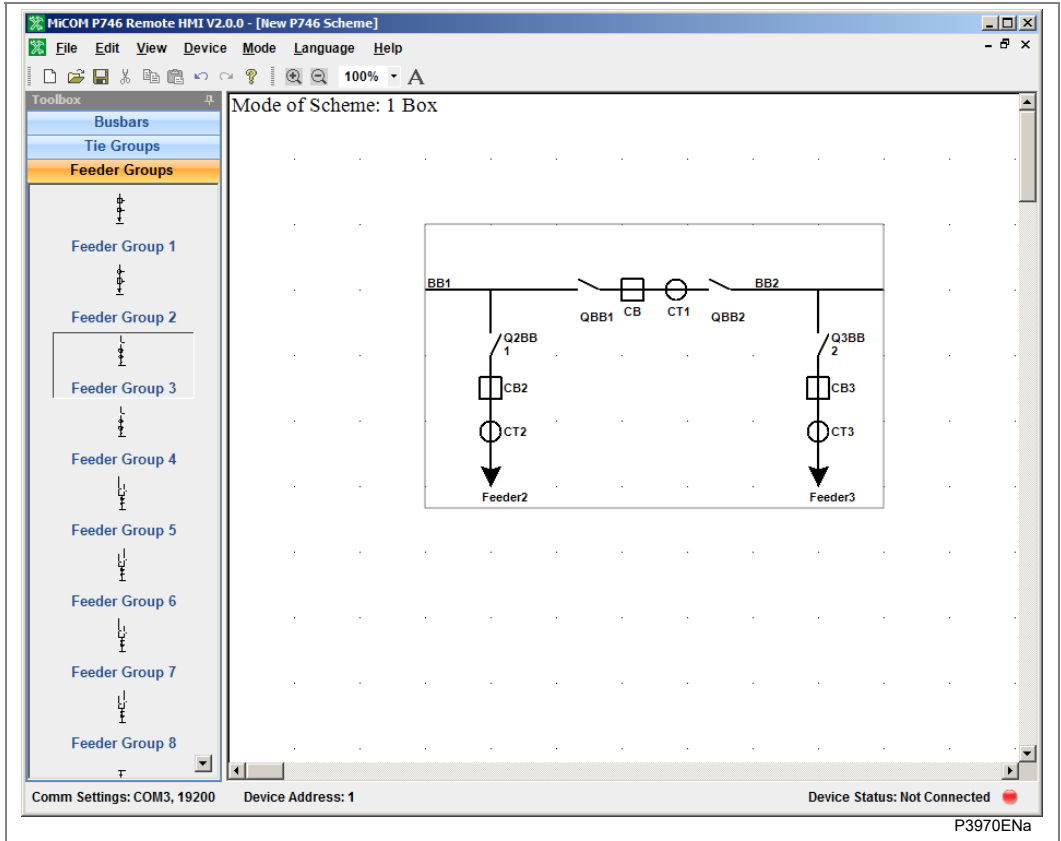 MiCOM P746 Remote HMI V2.0.0 - [New P746 Scheme]
File Edit View Device Mode Language Help
100%
A
Toolbox
Busbars
Tie Groups
Feeder Groups
Feeder Group 1
Feeder Group 2
Feeder Group 3
Feeder Group 4
Feeder Group 5
Feeder Group 6
Feeder Group 7
Feeder Group 8
Mode of Scheme: 1 Box
BB1
BB2
QBB1
CB
CT1
QBB2
Q2BB
1
Q3BB
2
CB2
CB3
CT2
CT3
Feeder2
Feeder3
Comm Settings: COM3, 19200 Device Address: 1 Device Status: Not Connected
P3970ENa